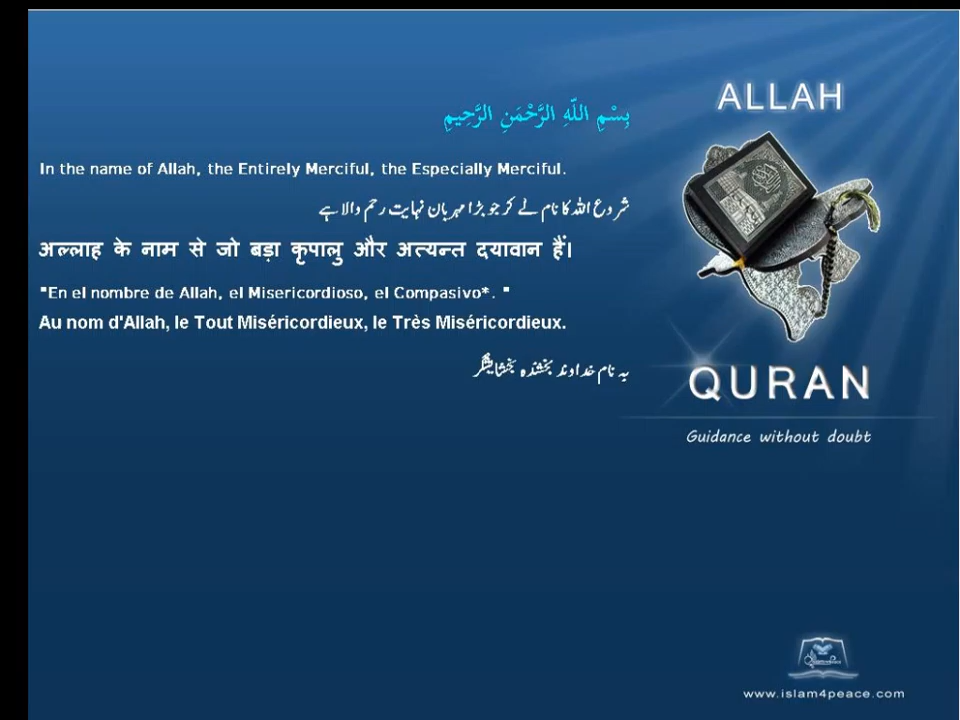 بِسْمِ اللَّهِ الرَّحْمَنِ الرَّحِيمِ
In the name of Allah, the Entirely Merciful, the Especially Merciful.
شروع الله کا نام لے کر جو بڑا مہربان نہایت رحم والا ہے
अल्लाह के नाम से जो बड़ा कृपालु और अत्यन्त दयावान हैं।
"En el nombre de Allah, el Misericordioso, el Compasivo*. "
Au nom d'Allah, le Tout Miséricordieux, le Très Miséricordieux.
به نام خداوند بخشنده بخشایشگر
ALLAH
QURAN
Guidance without doubt
www.islam4peace.com